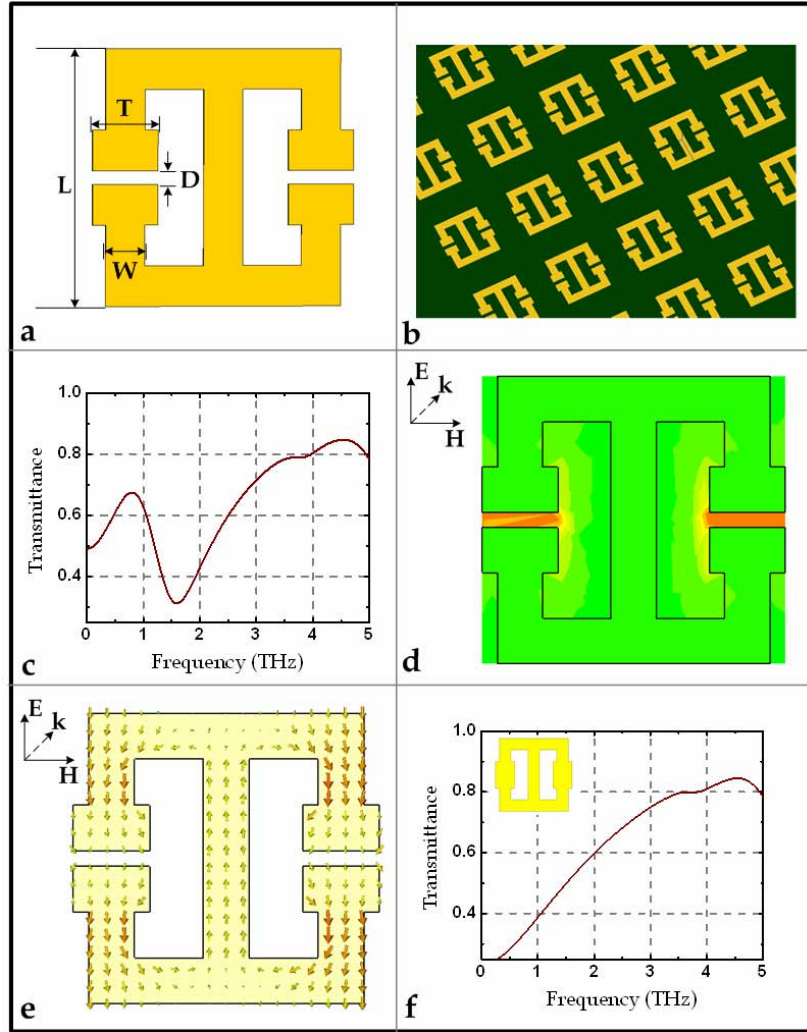 T
L
D
W
a
b
1.0
0.8
0.6
0.4
Transmittance
0 1 2 3 4 5
Frequency (THz)
c
E
k
H
d
E
k
H
e
1.0
0.8
0.6
0.4
Transmittance
0 1 2 3 4 5
Frequency (THz)
f